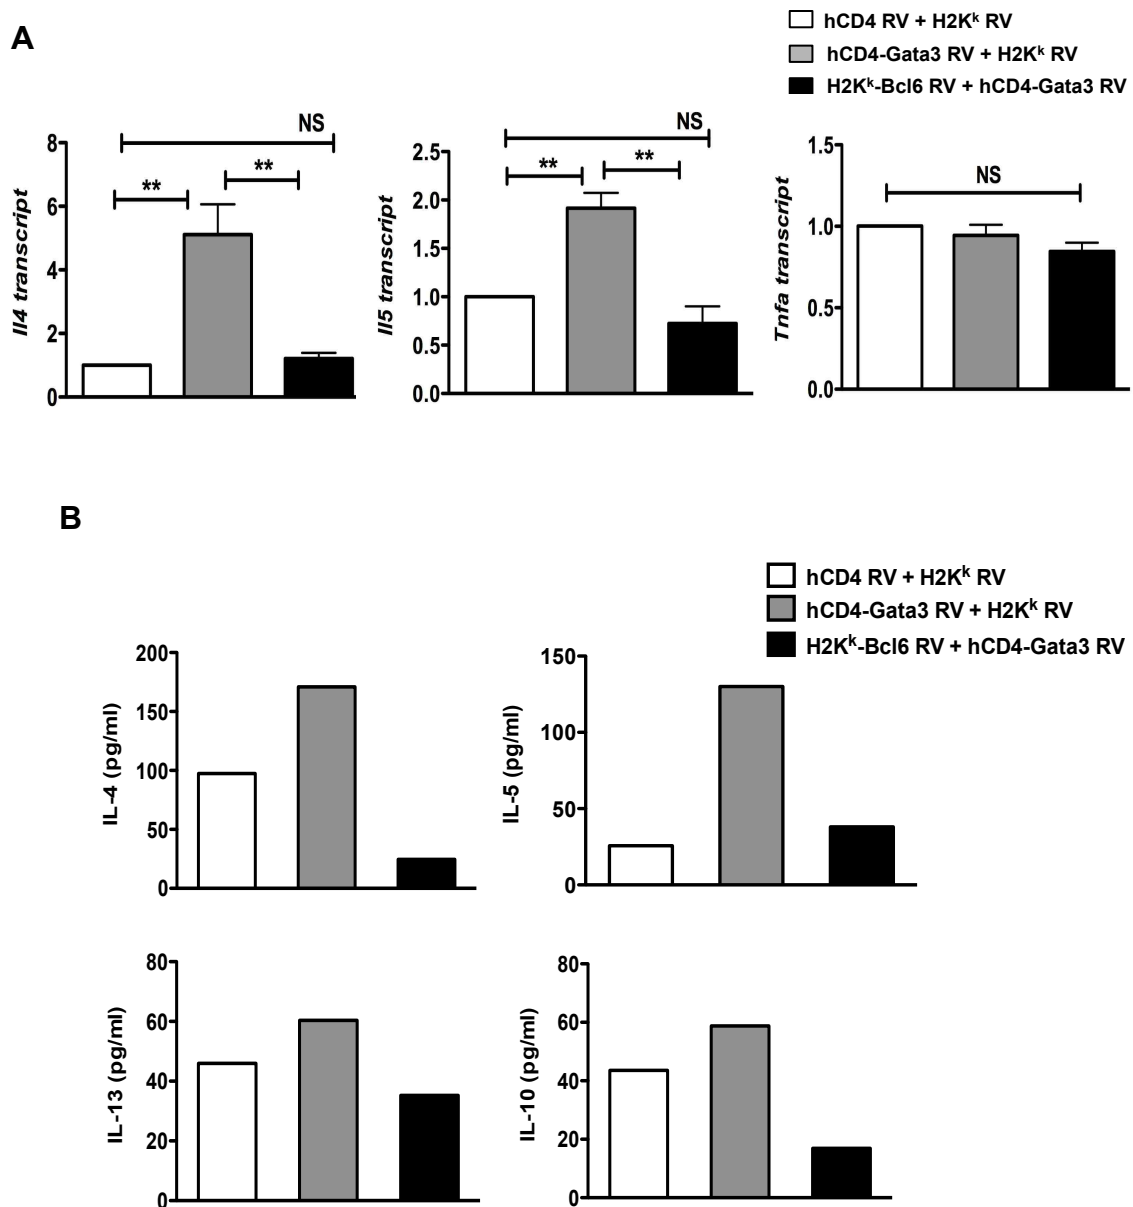 A
hCD4 RV + H2Kᵏ RV
hCD4-Gata3 RV + H2Kᵏ RV
H2Kᵏ-Bcl6 RV + hCD4-Gata3 RV
Il4 transcript
8
6
4
2
0
NS
**
**
Il5 transcript
2.5
2.0
1.5
1.0
0.5
0.0
NS
**
**
Tnfa transcript
1.5
1.0
0.5
0.0
NS
B
hCD4 RV + H2Kᵏ RV
hCD4-Gata3 RV + H2Kᵏ RV
H2Kᵏ-Bcl6 RV + hCD4-Gata3 RV
IL-4 (pg/ml)
200
150
100
50
0
IL-5 (pg/ml)
150
100
50
0
IL-13 (pg/ml)
80
60
40
20
0
IL-10 (pg/ml)
80
60
40
20
0